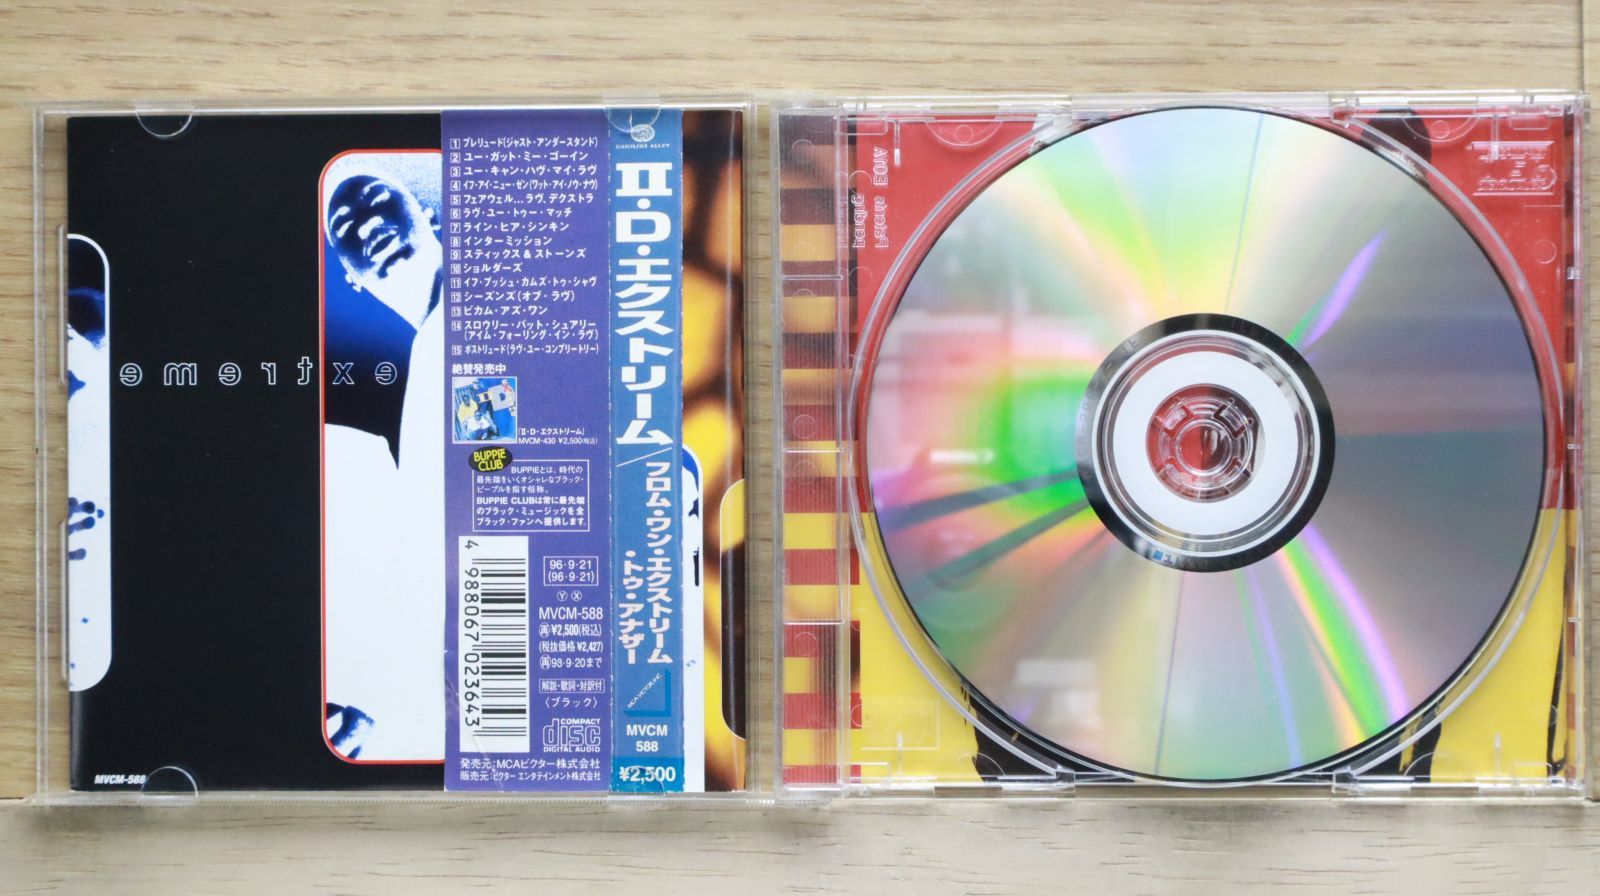 extreme
MVCM-588
1 プレリュード(ジャスト・アンダースタンド)
2 ユー・ガット・ミー・ゴーイン
3 ユー・キャン・ハヴ・マイ・ラヴ
4 イフ・アイ・ニュー・ゼン(ワット・アイ・ノウ・ナウ)
5 フェアウェル…ラヴ、デクストラ
6 ラヴ・ユー・トゥー・マッチ
7 ライン・ヒア・シンキン
8 インターミッション
9 スティックス&ストーンズ
10 ショルダーズ
11 イフ・プッシュ・カムズ・トゥ・シャヴ
12 シーズンズ(オブ・ラヴ)
13 ビカム・アズ・ワン
14 スロウリー・バット・シュアリー
(アイム・フォーリング・イン・ラヴ)
15 ポストリュード(ラヴ・ユー・コンプリートリー)
絶賛発売中
II D
『II・D・エクストリーム』
MVCM-430 ¥2,500(税込)
BUPPIE
CLUB
BUPPIEとは、時代の
最先端をいくオシャレなブラック・
ピープルを指す俗称。
BUPPIE CLUBは常に最先端
のブラック・ミュージックを全
ブラック・ファンへ提供します。
4 988067 023643
96・9・21
(96・9・21)
Ⓨ Ⓧ
MVCM-588
㊢¥2,500(税込)
(税抜価格 ¥2,427)
㊢98・9・20まで
解説・歌詞・対訳付
〈ブラック〉
COMPACT
disc
DIGITAL AUDIO
発売元:MCAビクター株式会社
販売元:ビクター エンタテインメント株式会社
GASOLINE ALLEY
II・D・エクストリーム/フロム・ワン・エクストリーム
・トゥ・アナザー
MCA VICTOR, INC.
MVCM
588
¥2,500